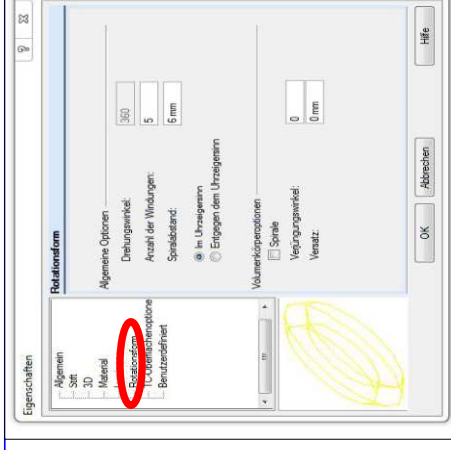 Eigenschaften
Allgemein
Stift
3D
Material
Rotationsform
TC-Oberflächenoptione
Benutzerdefiniert
Rotationsform
Allgemeine Optionen
Drehungswinkel:
360
Anzahl der Windungen:
5
Spiralabstand:
6 mm
Im Uhrzeigersinn
Entgegen dem Uhrzeigersinn
Volumenkörperoptionen
Spirale
Verjüngungswinkel:
0
Versatz:
0 mm
OK
Abbrechen
Hilfe